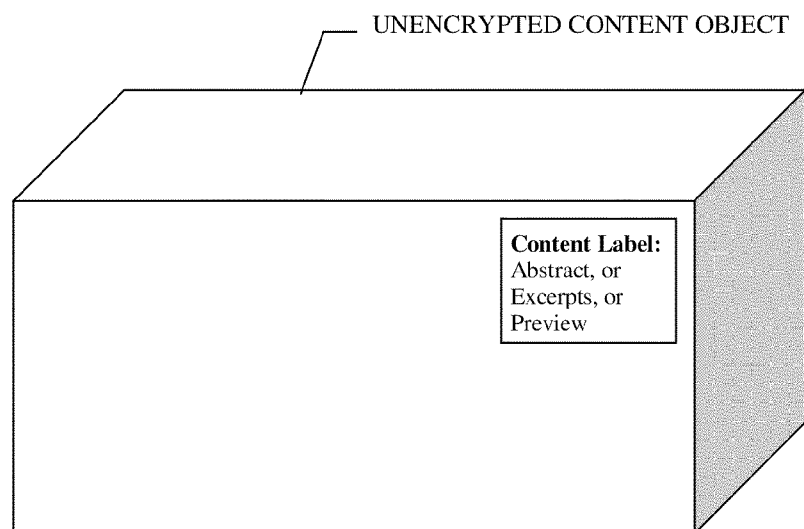 UNENCRYPTED CONTENT OBJECT
Content Label:
Abstract, or
Excerpts, or
Preview